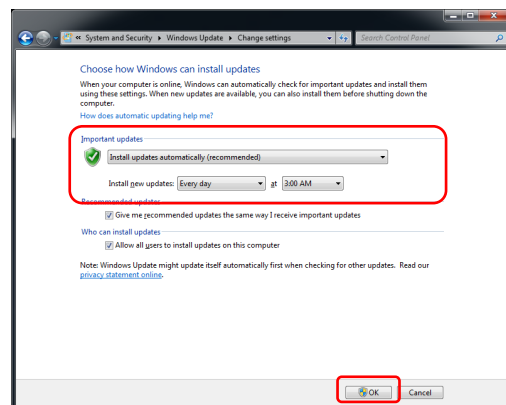 « System and Security ▸ Windows Update ▸ Change settings
Search Control Panel
Choose how Windows can install updates
When your computer is online, Windows can automatically check for important updates and install them
using these settings. When new updates are available, you can also install them before shutting down the
computer.
How does automatic updating help me?
Important updates
Install updates automatically (recommended)
Install new updates: Every day at 3:00 AM
Recommended updates
Give me recommended updates the same way I receive important updates
Who can install updates
Allow all users to install updates on this computer
Note: Windows Update might update itself automatically first when checking for other updates. Read our
privacy statement online.
OK Cancel